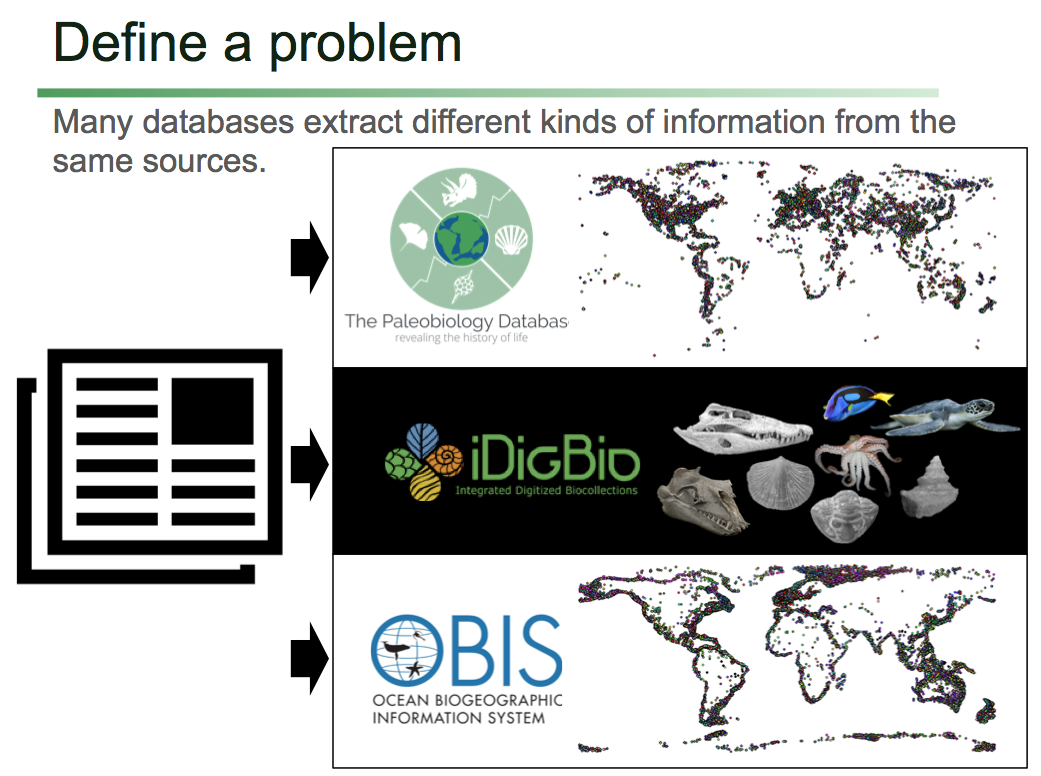 Define a problem
Many databases extract different kinds of information from the
same sources.
The Paleobiology Databas
revealing the history of life
iDigBio
Integrated Digitized Biocollections
OBIS
OCEAN BIOGEOGRAPHIC
INFORMATION SYSTEM